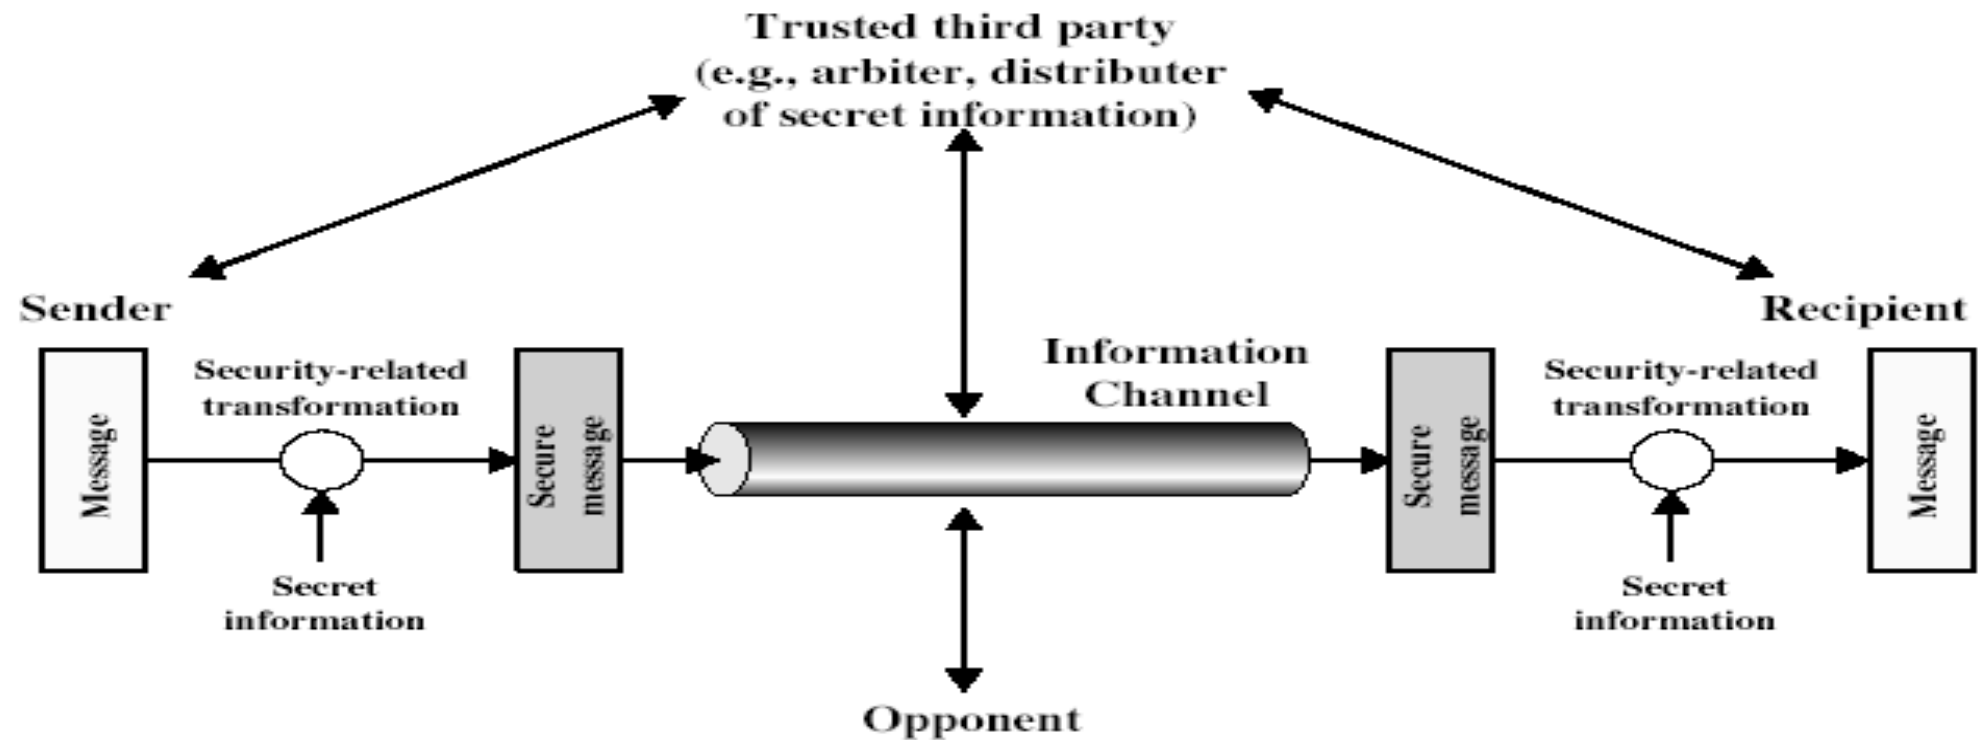 Trusted third party
(e.g., arbiter, distributer
of secret information)
Sender
Recipient
Information
Channel
Security-related
transformation
Security-related
transformation
Message
Secure
message
Secure
message
Message
Secret
information
Secret
information
Opponent